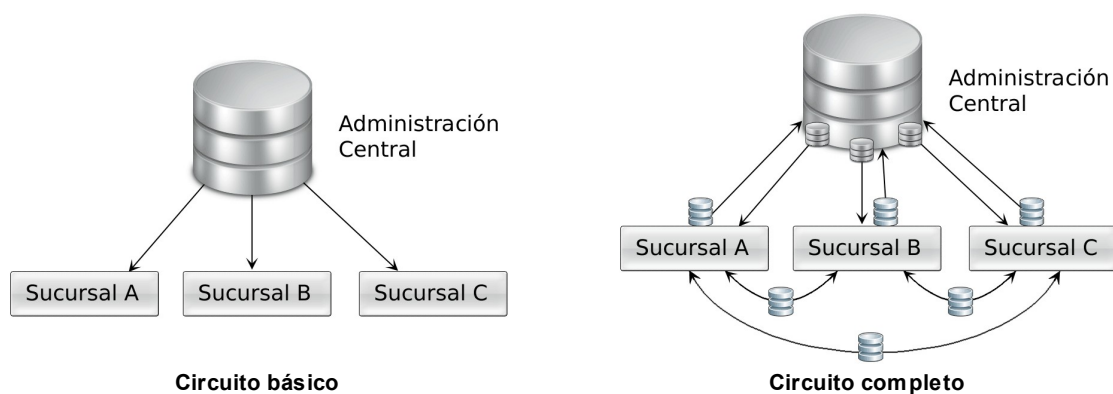 Administración
Central
Sucursal A
Sucursal B
Sucursal C
Circuito básico
Administración
Central
Sucursal A
Sucursal B
Sucursal C
Circuito completo